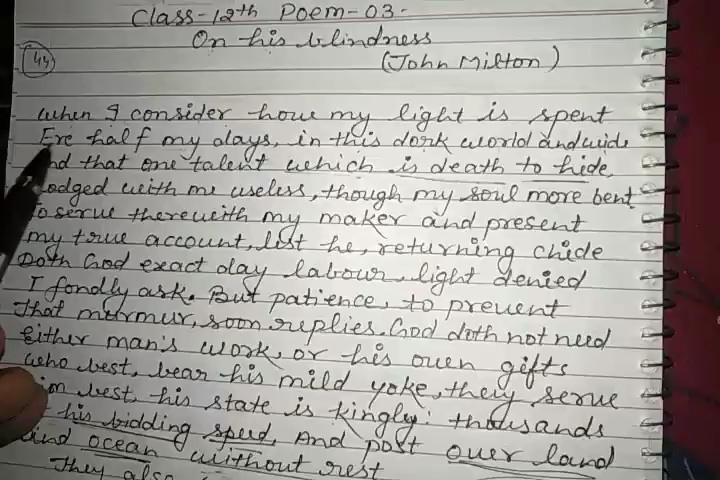 Class-12th Poem-03-
On his blindness
44
(John Milton)
when I consider how my light is spent
Ere half my days, in this dork world and wide
nd that one talent which is death to hide
odged with me useless, though my soul more bent
To serve therewith my maker and present
my true account, lest he, returning chide
Doth God exact day labour, light denied
I fondly ask. But patience, to prevent
That murmur, soon replies. God doth not need
Either man's work, or his own gifts
who best, bear his mild yoke, they serve
im best, his state is kingly: thousands
his bidding speed, And post over land
and ocean without rest
They also